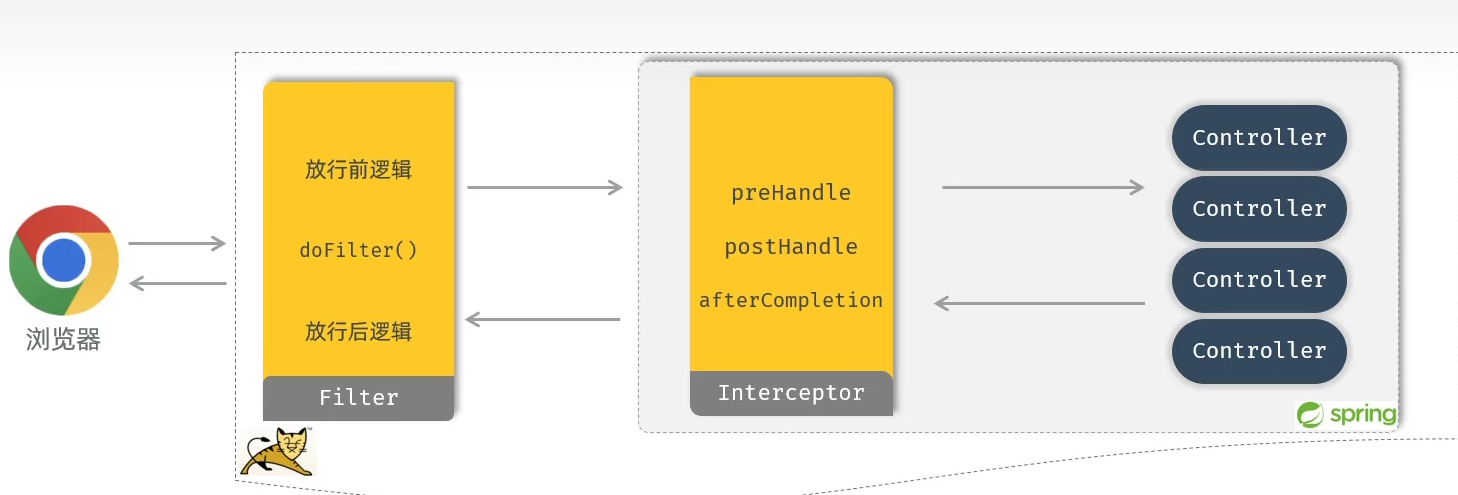 浏览器
放行前逻辑
doFilter()
放行后逻辑
Filter
preHandle
postHandle
afterCompletion
Interceptor
Controller
Controller
Controller
Controller
spring